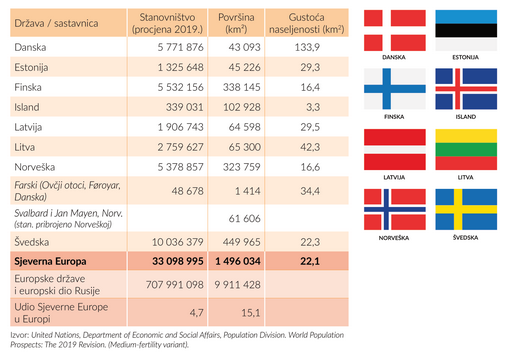 Država / sastavnica Stanovništvo (procjena 2019.) Površina (km²) Gustoća naseljenosti (km²)
Danska 5 771 876 43 093 133,9
Estonija 1 325 648 45 226 29,3
Finska 5 532 156 338 145 16,4
Island 339 031 102 928 3,3
Latvija 1 906 743 64 598 29,5
Litva 2 759 627 65 300 42,3
Norveška 5 378 857 323 759 16,6
Farski (Ovčji otoci, Føroyar, Danska) 48 678 1 414 34,4
Svalbard i Jan Mayen, Norv. (stan. pribrojeno Norveškoj) 61 606
Švedska 10 036 379 449 965 22,3
Sjeverna Europa 33 098 995 1 496 034 22,1
Europske države i europski dio Rusije 707 991 098 9 911 428
Udio Sjeverne Europe u Europi 4,7 15,1
Izvor: United Nations, Department of Economic and Social Affairs, Population Division. World Population
Prospects: The 2019 Revision. (Medium-fertility variant).
DANSKA ESTONIJA
FINSKA ISLAND
LATVIJA LITVA
NORVEŠKA ŠVEDSKA